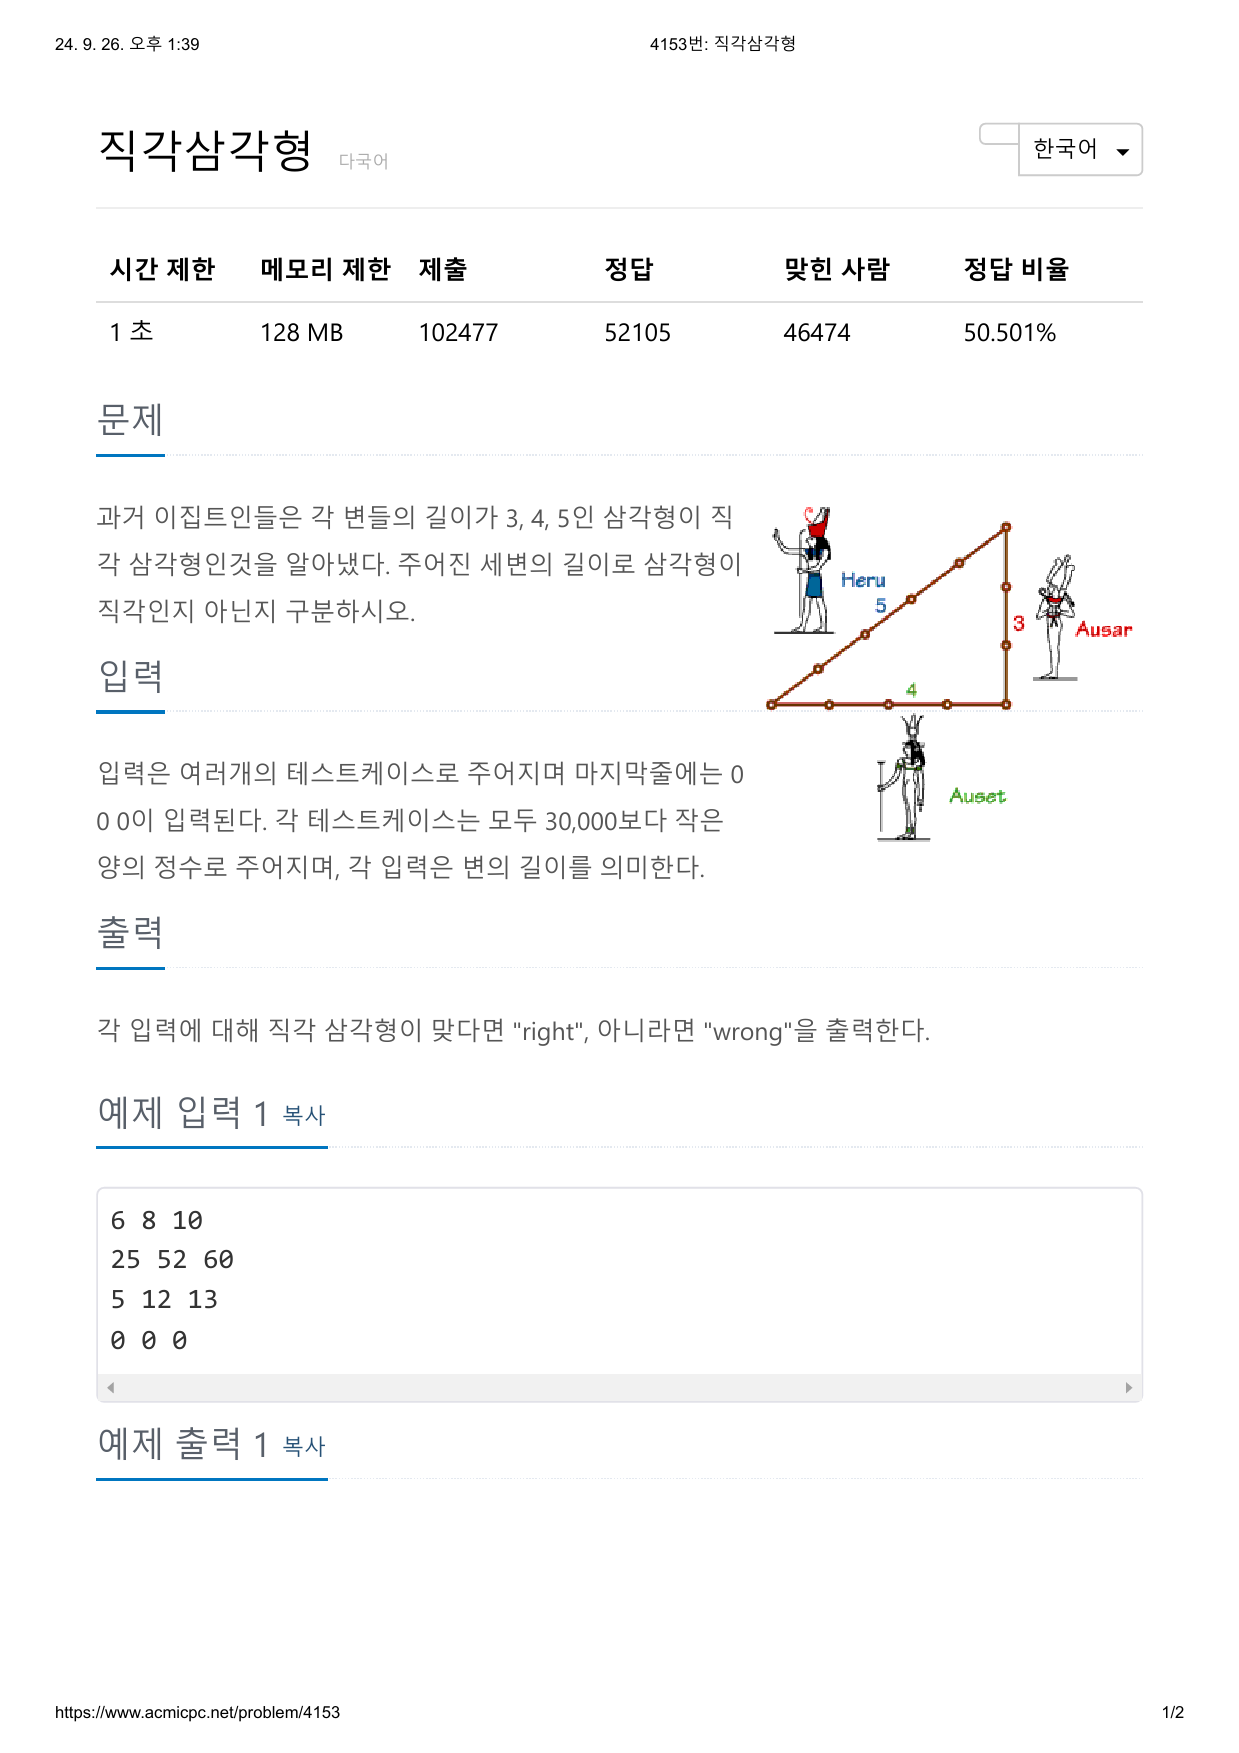 24. 9. 26. 오후 1:39
4153번: 직각삼각형
직각삼각형 다국어
한국어
시간 제한 메모리 제한 제출 정답 맞힌 사람 정답 비율
1 초 128 MB 102477 52105 46474 50.501%
문제
과거 이집트인들은 각 변들의 길이가 3, 4, 5인 삼각형이 직
각 삼각형인것을 알아냈다. 주어진 세변의 길이로 삼각형이
직각인지 아닌지 구분하시오.
Heru
5
3
Ausar
4
Auset
입력
입력은 여러개의 테스트케이스로 주어지며 마지막줄에는 0
0 0이 입력된다. 각 테스트케이스는 모두 30,000보다 작은
양의 정수로 주어지며, 각 입력은 변의 길이를 의미한다.
출력
각 입력에 대해 직각 삼각형이 맞다면 "right", 아니라면 "wrong"을 출력한다.
예제 입력 1 복사
6 8 10
25 52 60
5 12 13
0 0 0
예제 출력 1 복사
https://www.acmicpc.net/problem/4153
1/2